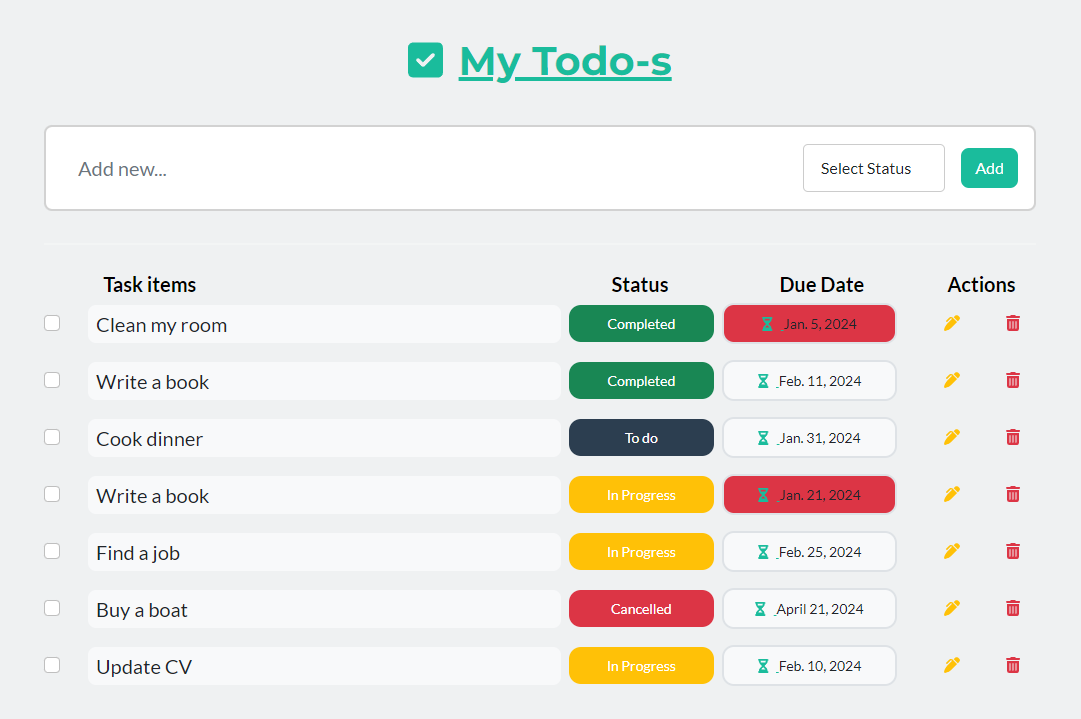 My Todo-s
Add new... Select Status Add
Task items Status Due Date Actions
Clean my room Completed Jan. 5, 2024
Write a book Completed Feb. 11, 2024
Cook dinner To do Jan. 31, 2024
Write a book In Progress Jan. 21, 2024
Find a job In Progress Feb. 25, 2024
Buy a boat Cancelled April 21, 2024
Update CV In Progress Feb. 10, 2024